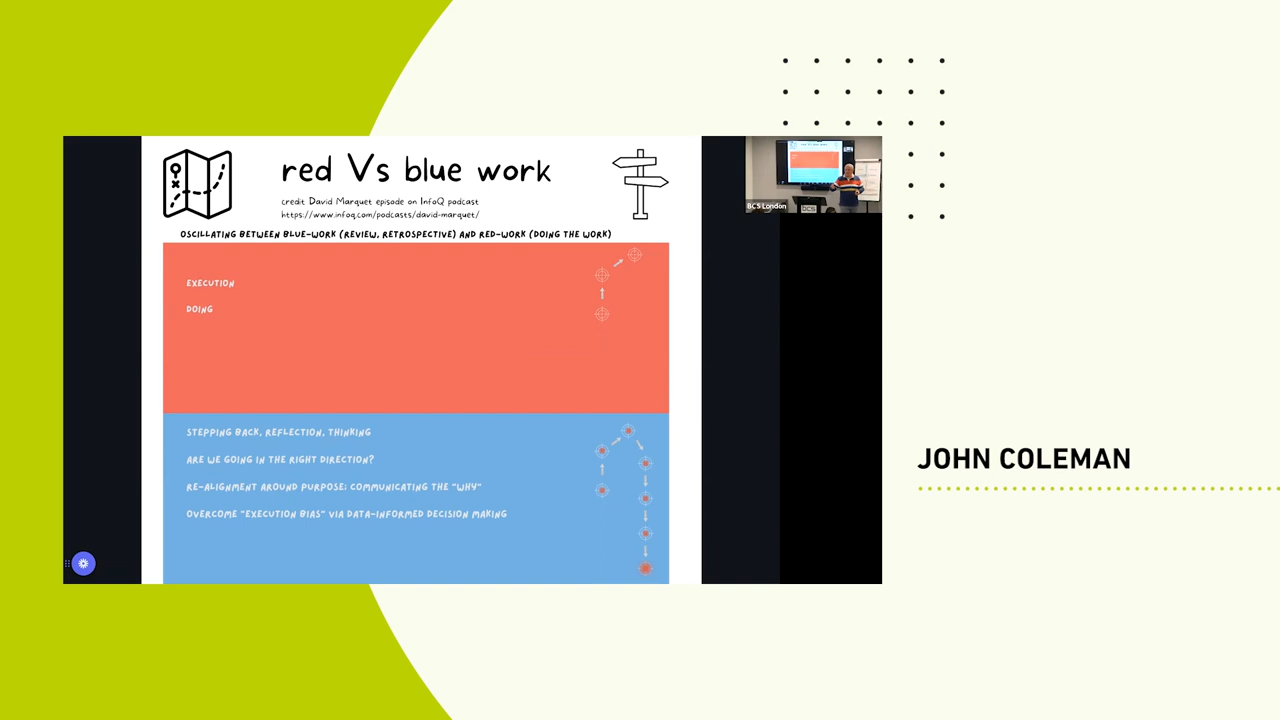 red Vs blue work
credit David Marquet episode on InfoQ podcast
https://www.infoq.com/podcasts/david-marquet/
OSCILLATING BETWEEN BLUE-WORK (REVIEW, RETROSPECTIVE) AND RED-WORK (DOING THE WORK)
EXECUTION
DOING
STEPPING BACK, REFLECTION, THINKING
ARE WE GOING IN THE RIGHT DIRECTION?
RE-ALIGNMENT AROUND PURPOSE: COMMUNICATING THE "WHY"
OVERCOME "EXECUTION BIAS" VIA DATA-INFORMED DECISION MAKING
BCS London
JOHN COLEMAN